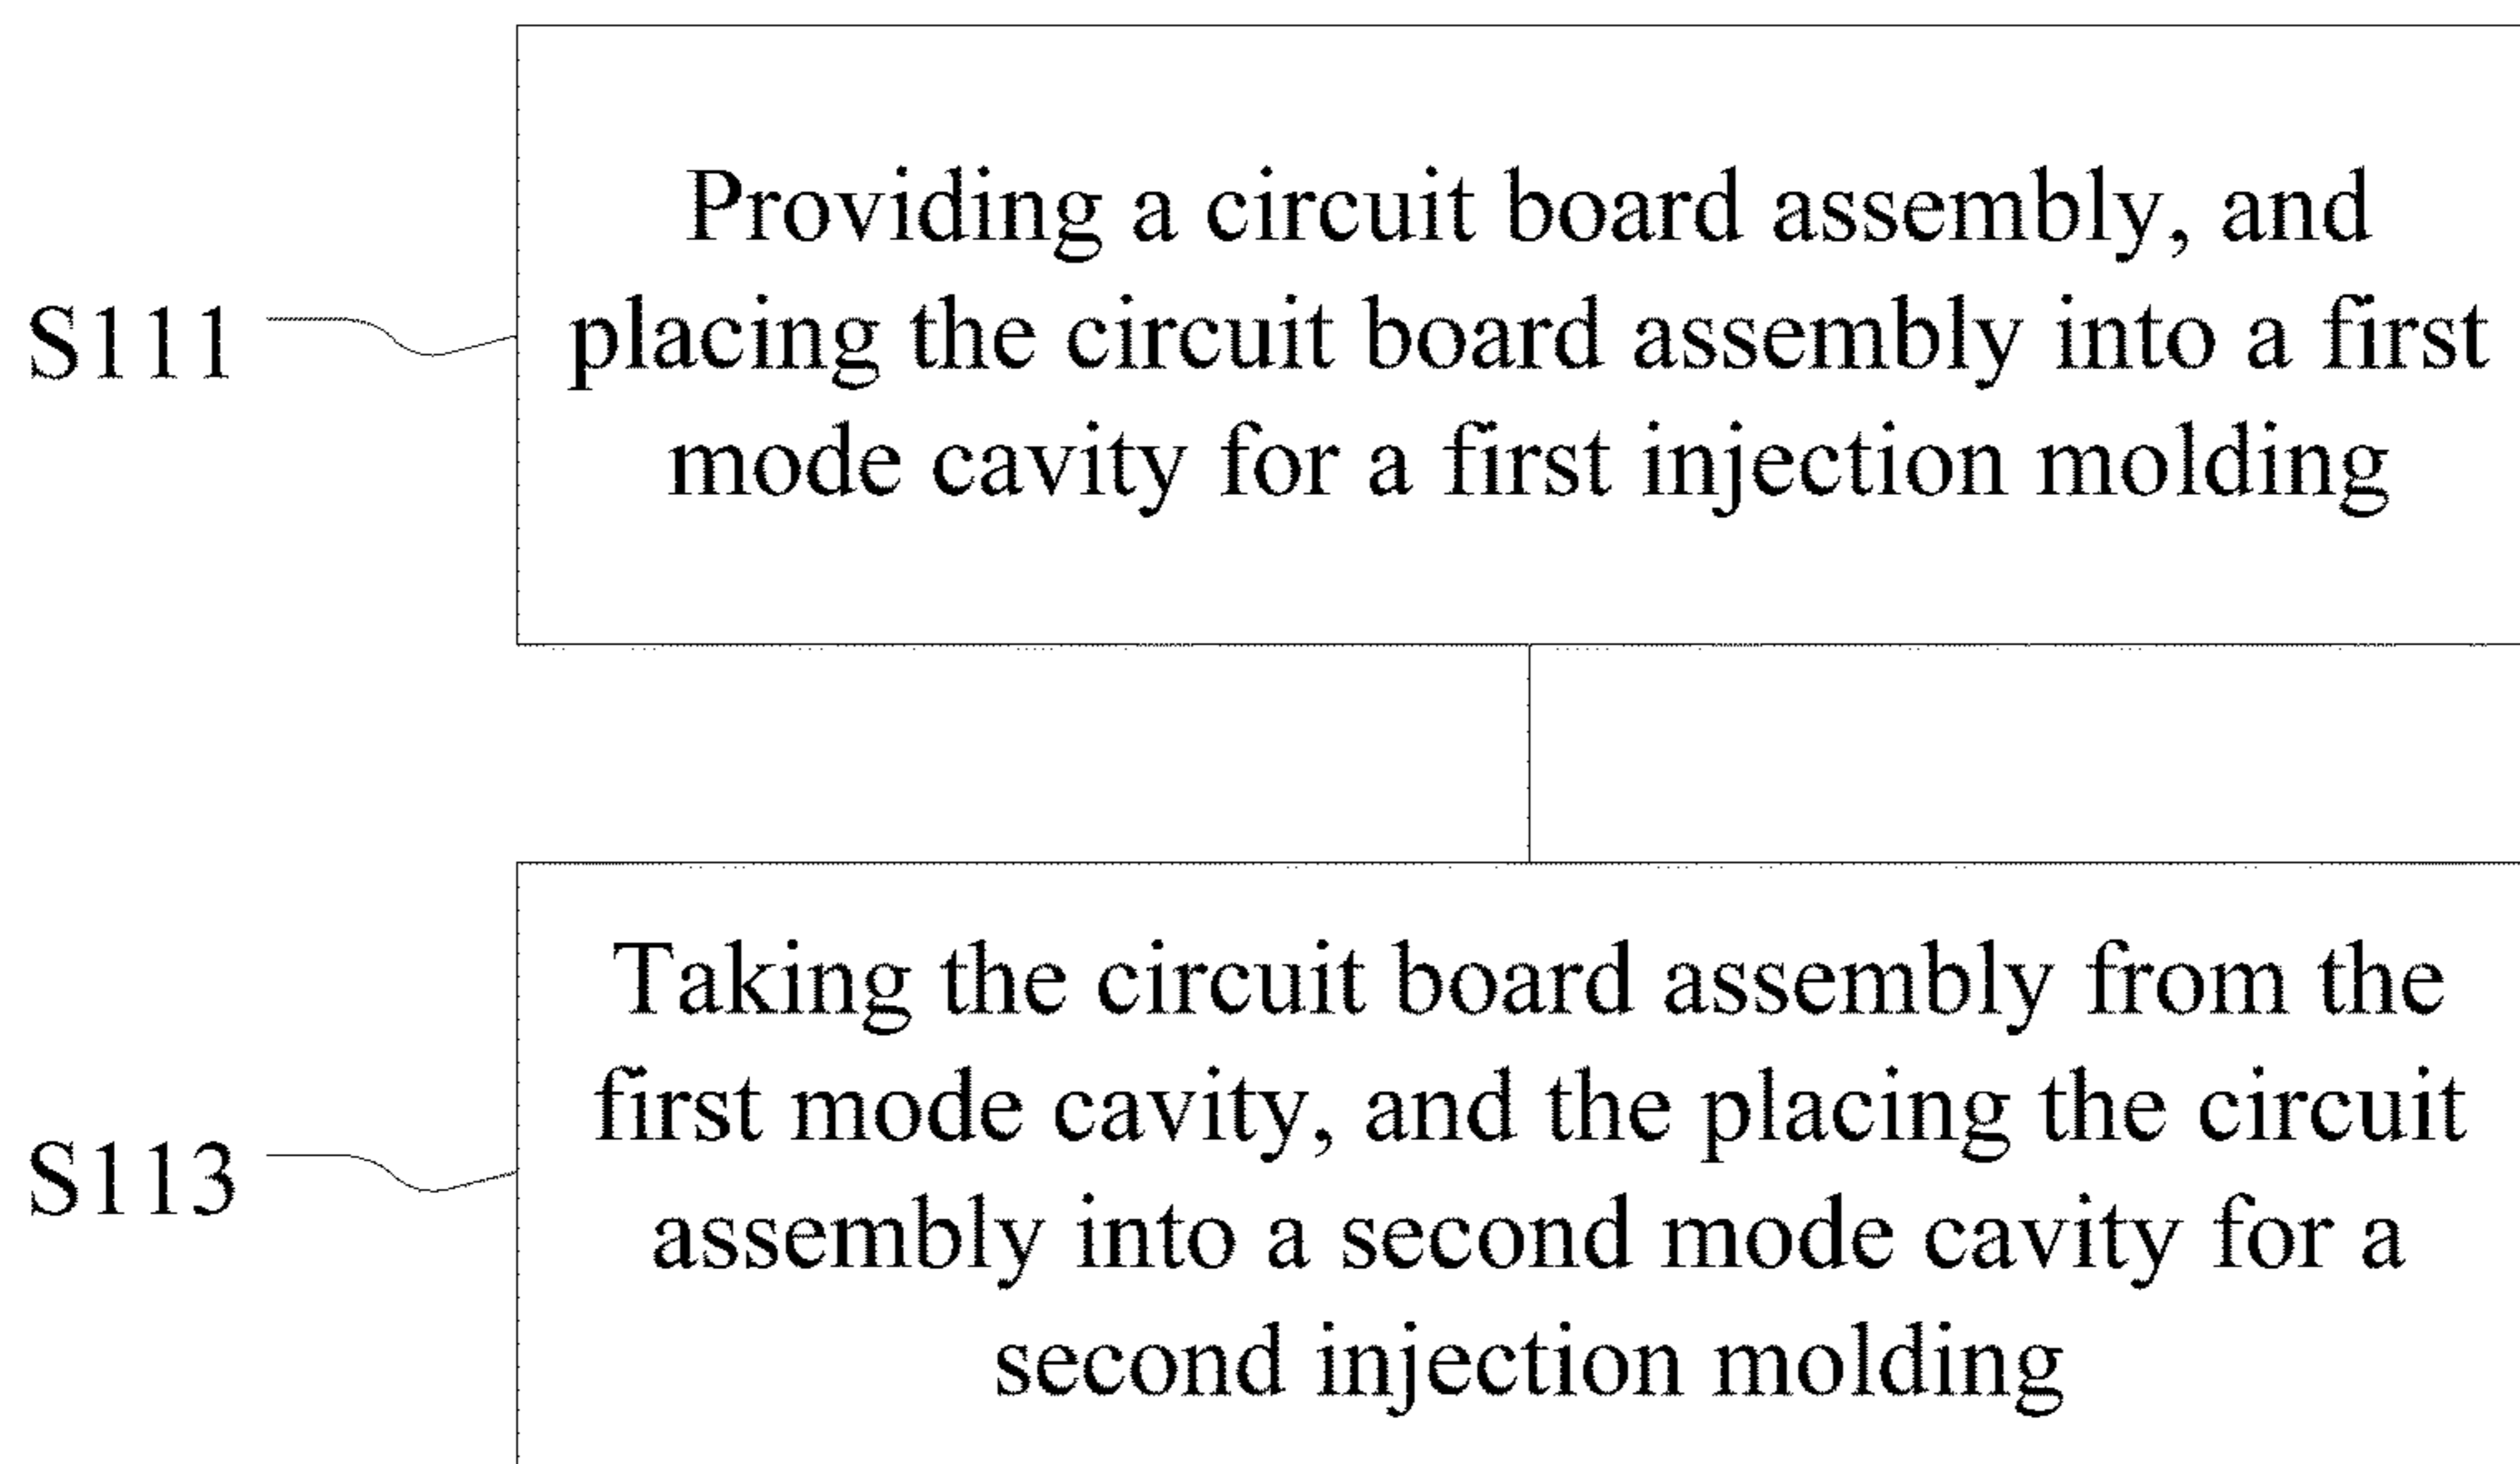 Providing a circuit board assembly, and
S111
placing the circuit board assembly into a first
mode cavity for a first injection molding
Taking the circuit board assembly from the
first mode cavity, and the placing the circuit
S113
assembly into a second mode cavity for a
second injection molding